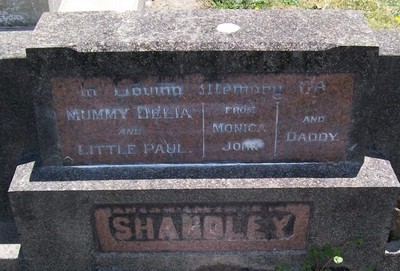 In Loving Memory Of
MUMMY DELIA
AND
LITTLE PAUL.
FROM
MONICA
JOHN
AND
DADDY.
SHANDLEY